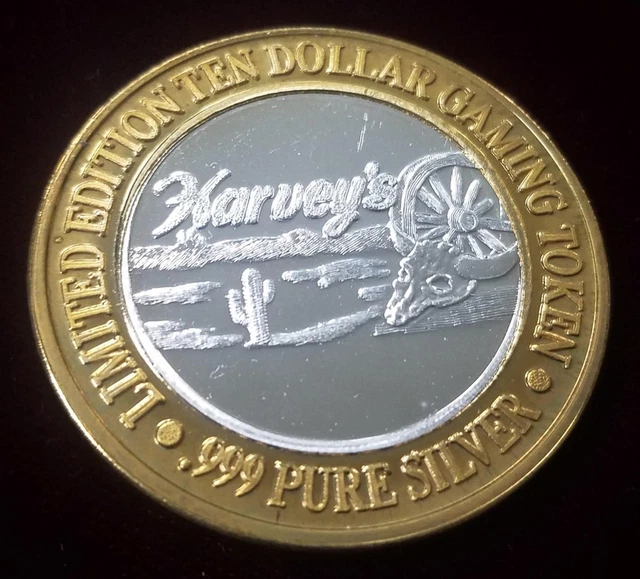 LIMITED EDITION TEN DOLLAR GAMING TOKEN
Harvey's
.999 PURE SILVER